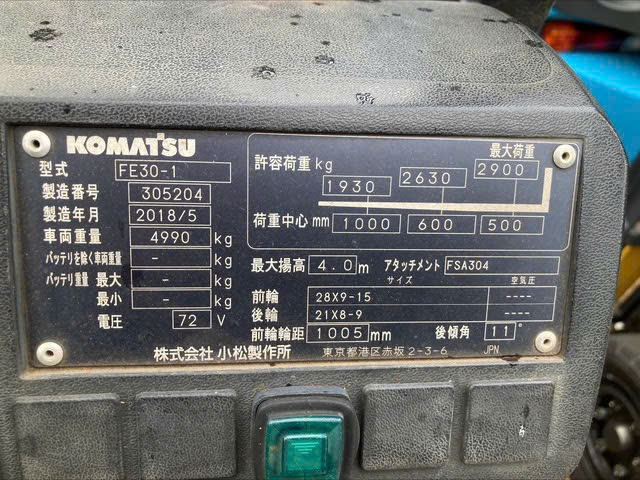 KOMATSU
型式 FE30-1
製造番号 305204
製造年月 2018/5
車両重量 4990 kg
バッテリを除く車両重量 - kg
バッテリ重量 最大 - kg
最小 - kg
電圧 72 V
最大荷重
許容荷重 kg 1930 2630 2900
荷重中心 mm 1000 600 500
最大揚高 4.0 m アタッチメント FSA304
サイズ 空気圧
前輪 28X9-15 ----
後輪 21X8-9 ----
前輪輪距 1005 mm 後傾角 11°
株式会社 小松製作所 東京都港区赤坂 2-3-6 JPN